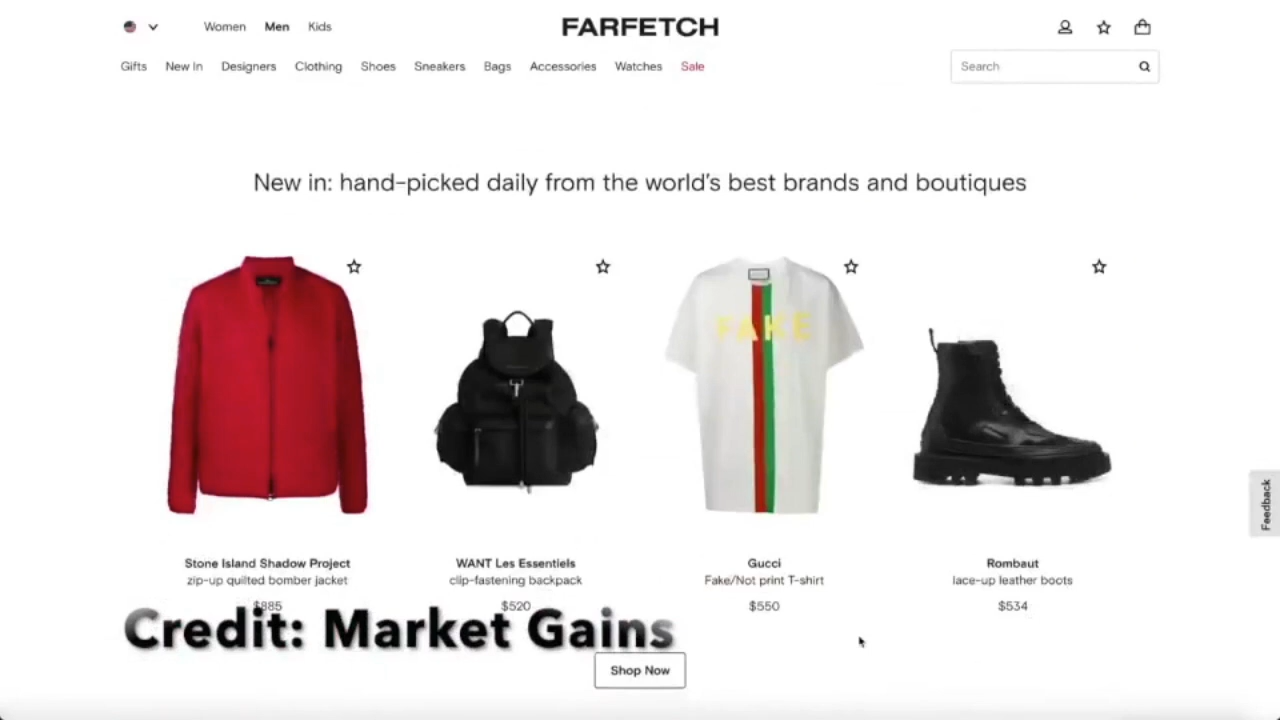 Women Men Kids
FARFETCH
Gifts New In Designers Clothing Shoes Sneakers Bags Accessories Watches Sale
Search
New in: hand-picked daily from the world's best brands and boutiques
FAKE
Stone Island Shadow Project
zip-up quilted bomber jacket
$885
WANT Les Essentiels
clip-fastening backpack
$520
Gucci
Fake/Not print T-shirt
$550
Rombaut
lace-up leather boots
$534
Credit: Market Gains
Shop Now
Feedback